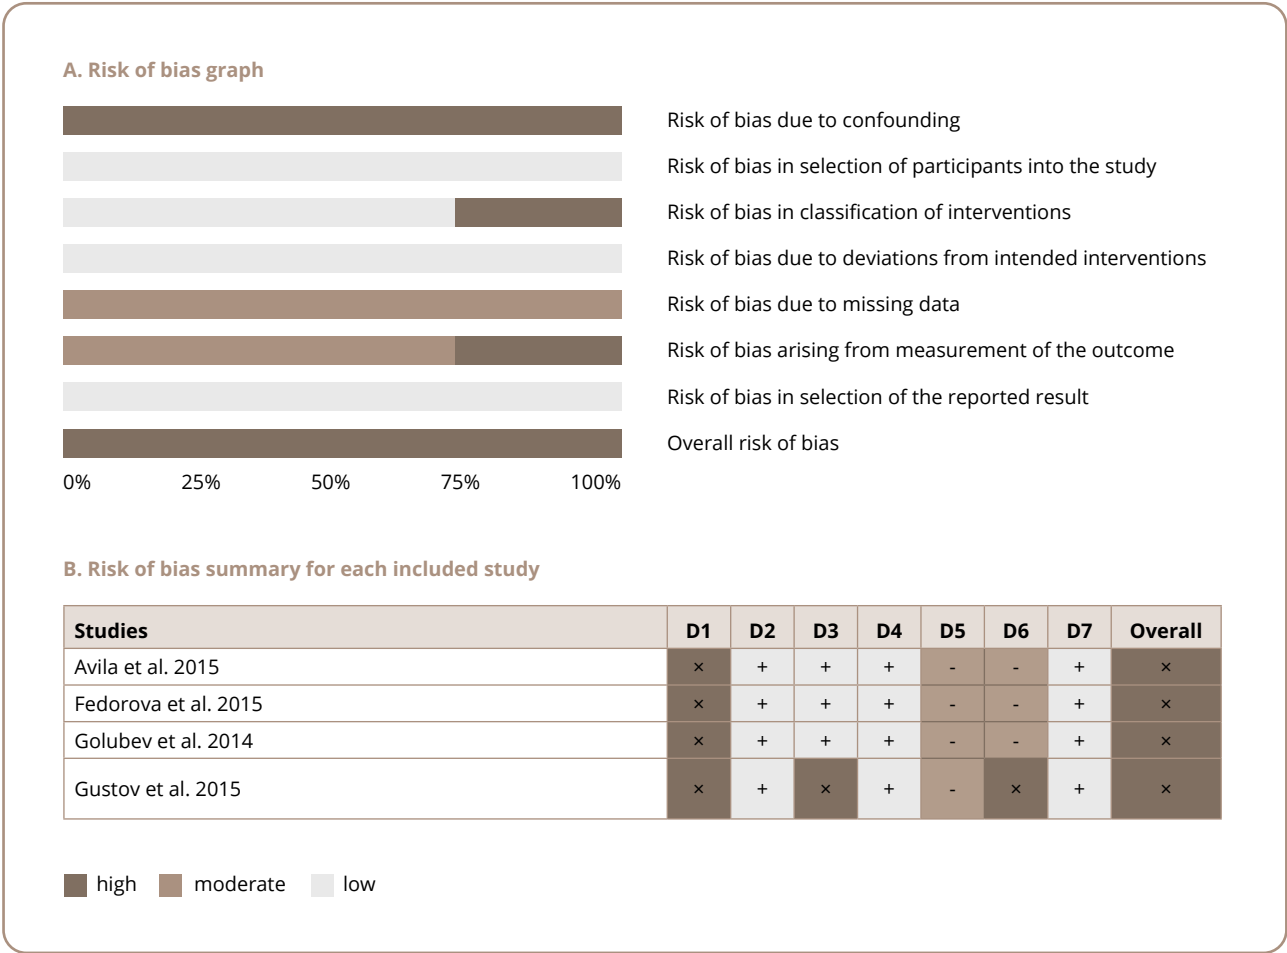 A. Risk of bias graph
Risk of bias due to confounding
Risk of bias in selection of participants into the study
Risk of bias in classification of interventions
Risk of bias due to deviations from intended interventions
Risk of bias due to missing data
Risk of bias arising from measurement of the outcome
Risk of bias in selection of the reported result
Overall risk of bias
0% 25% 50% 75% 100%
B. Risk of bias summary for each included study
Studies D1 D2 D3 D4 D5 D6 D7 Overall
Avila et al. 2015 × + + + - - + ×
Fedorova et al. 2015 × + + + - - + ×
Golubev et al. 2014 × + + + - - + ×
Gustov et al. 2015 × + × + - × + ×
high moderate low